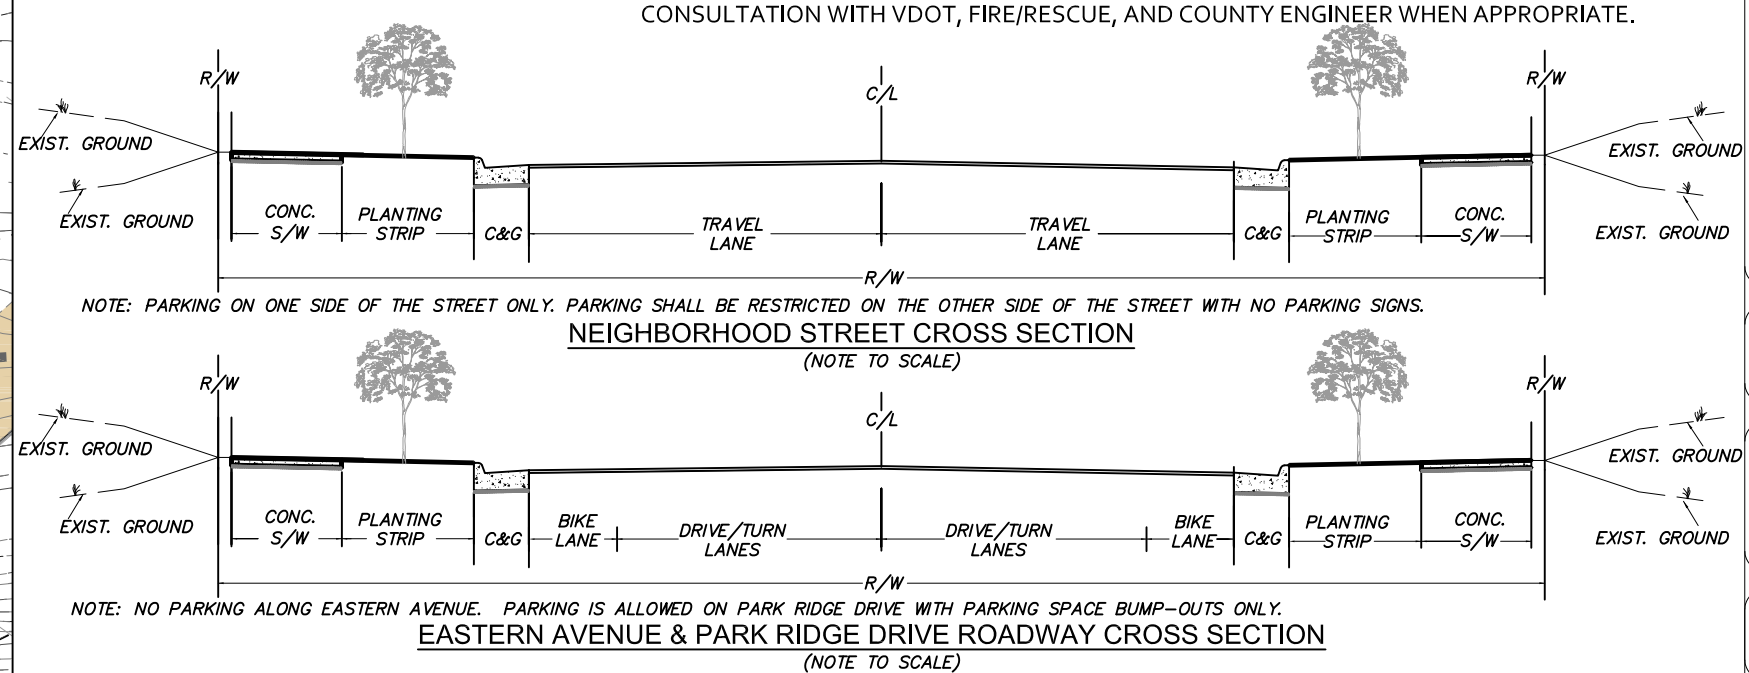 CONSULTATION WITH VDOT, FIRE/RESCUE, AND COUNTY ENGINEER WHEN APPROPRIATE.
R/W
C/L
R/W
EXIST. GROUND
EXIST. GROUND
EXIST. GROUND
EXIST. GROUND
CONC.
S/W
PLANTING
STRIP
C&G
TRAVEL
LANE
TRAVEL
LANE
C&G
PLANTING
STRIP
CONC.
S/W
R/W
NOTE: PARKING ON ONE SIDE OF THE STREET ONLY. PARKING SHALL BE RESTRICTED ON THE OTHER SIDE OF THE STREET WITH NO PARKING SIGNS.
NEIGHBORHOOD STREET CROSS SECTION
(NOTE TO SCALE)
R/W
C/L
R/W
EXIST. GROUND
EXIST. GROUND
EXIST. GROUND
EXIST. GROUND
CONC.
S/W
PLANTING
STRIP
C&G
BIKE
LANE
DRIVE/TURN
LANES
DRIVE/TURN
LANES
BIKE
LANE
C&G
PLANTING
STRIP
CONC.
S/W
R/W
NOTE: NO PARKING ALONG EASTERN AVENUE. PARKING IS ALLOWED ON PARK RIDGE DRIVE WITH PARKING SPACE BUMP-OUTS ONLY.
EASTERN AVENUE & PARK RIDGE DRIVE ROADWAY CROSS SECTION
(NOTE TO SCALE)